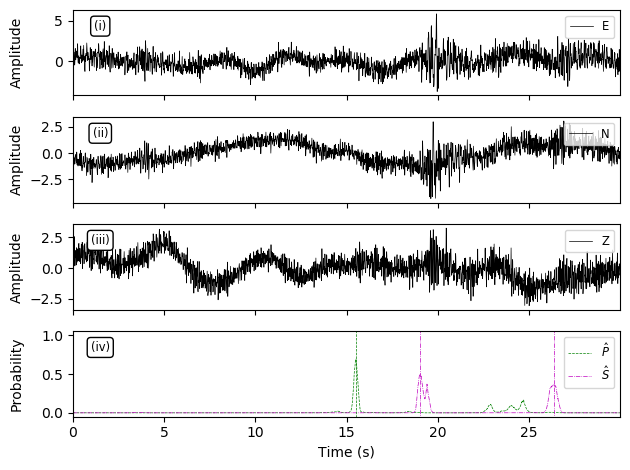 Amplitude
5
0
(i)
E
Amplitude
2.5
0.0
−2.5
(ii)
N
Amplitude
2.5
0.0
−2.5
(iii)
Z
Probability
1.0
0.5
0.0
(iv)
P̂
Ŝ
0 5 10 15 20 25
Time (s)